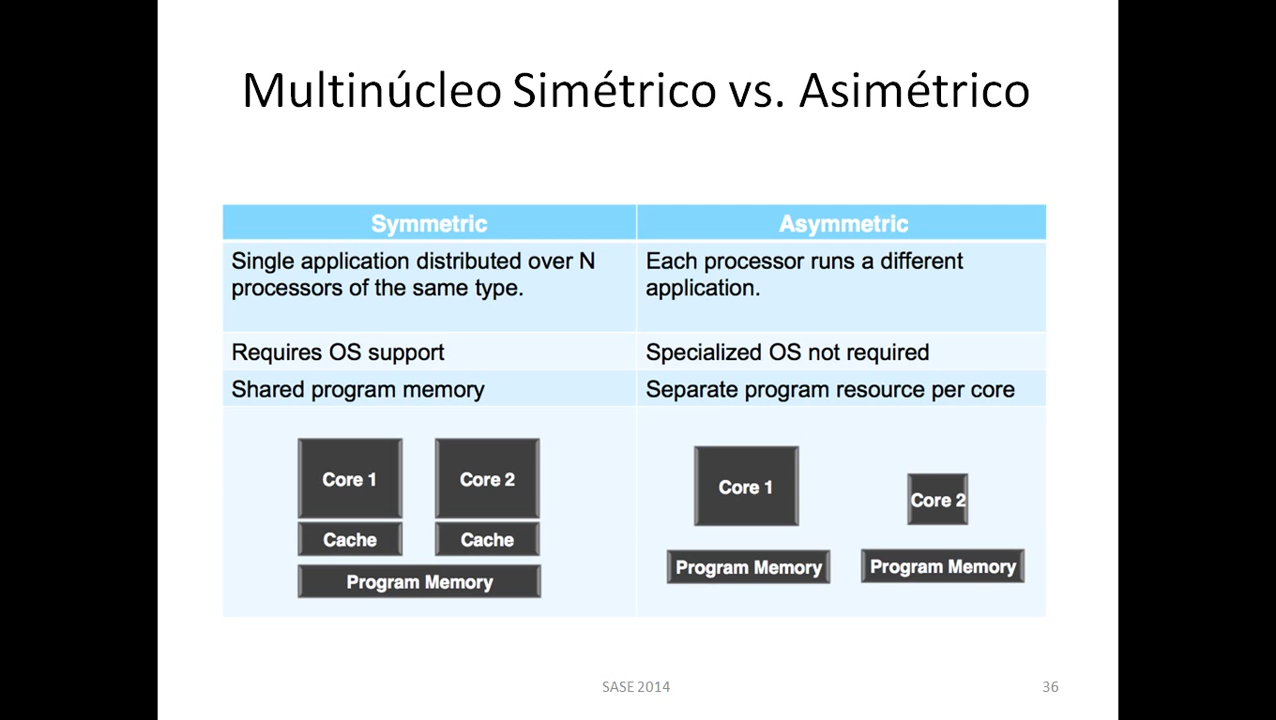 Multinúcleo Simétrico vs. Asimétrico
Symmetric
Asymmetric
Single application distributed over N
processors of the same type.
Each processor runs a different
application.
Requires OS support
Specialized OS not required
Shared program memory
Separate program resource per core
Core 1
Core 2
Cache
Cache
Program Memory
Core 1
Core 2
Program Memory
Program Memory
SASE 2014
36